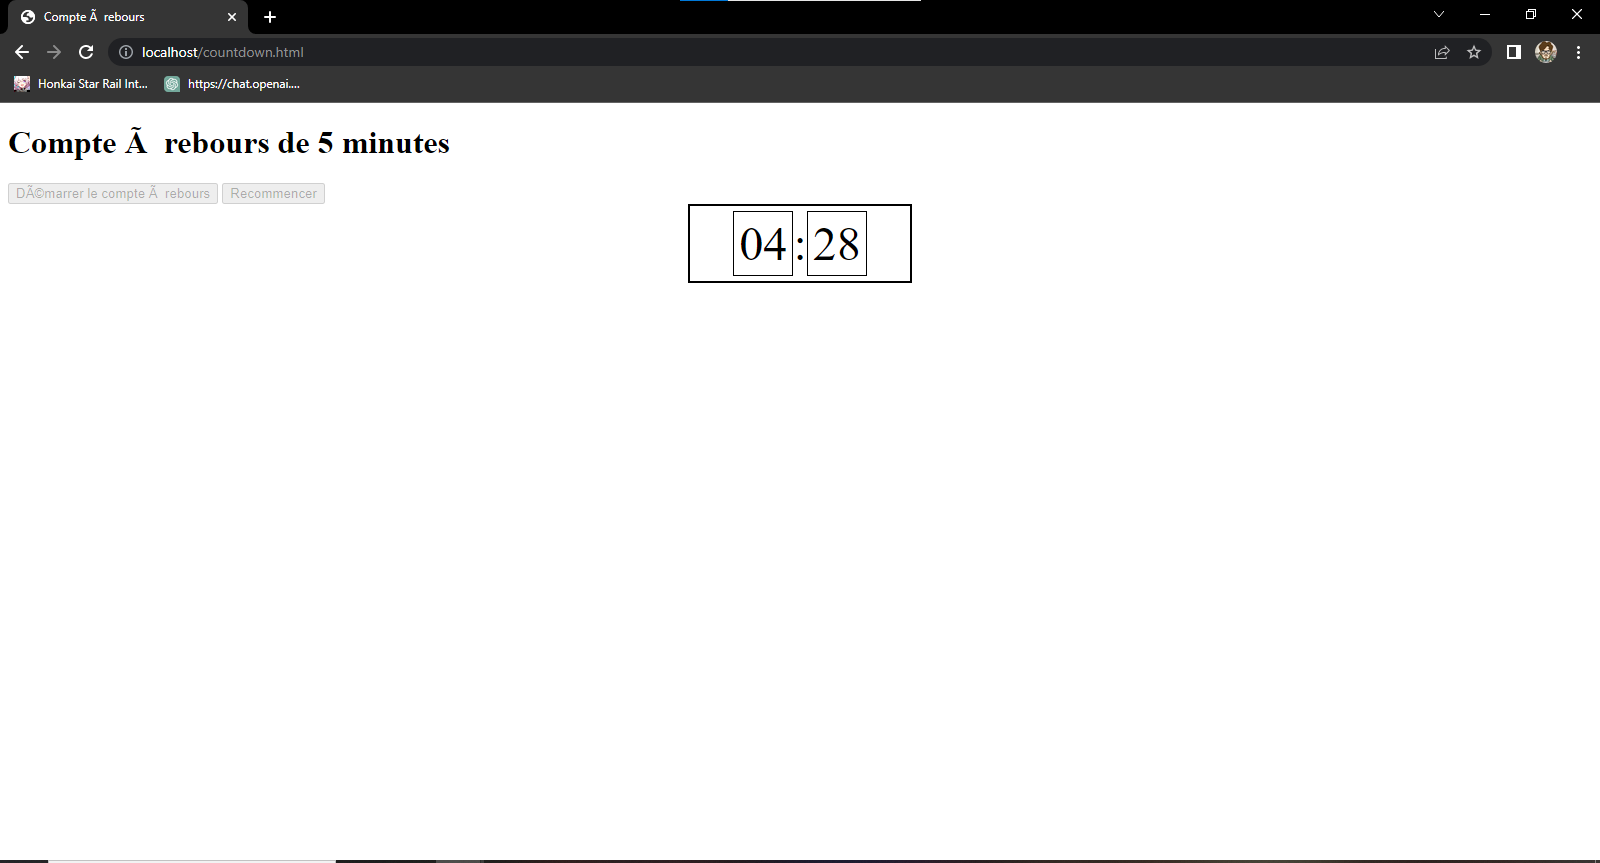 Compte Ã  rebours
localhost/countdown.html
Honkai Star Rail Int...
https://chat.openai....
Compte Ã  rebours de 5 minutes
DÃ©marrer le compte Ã  rebours
Recommencer
04:28